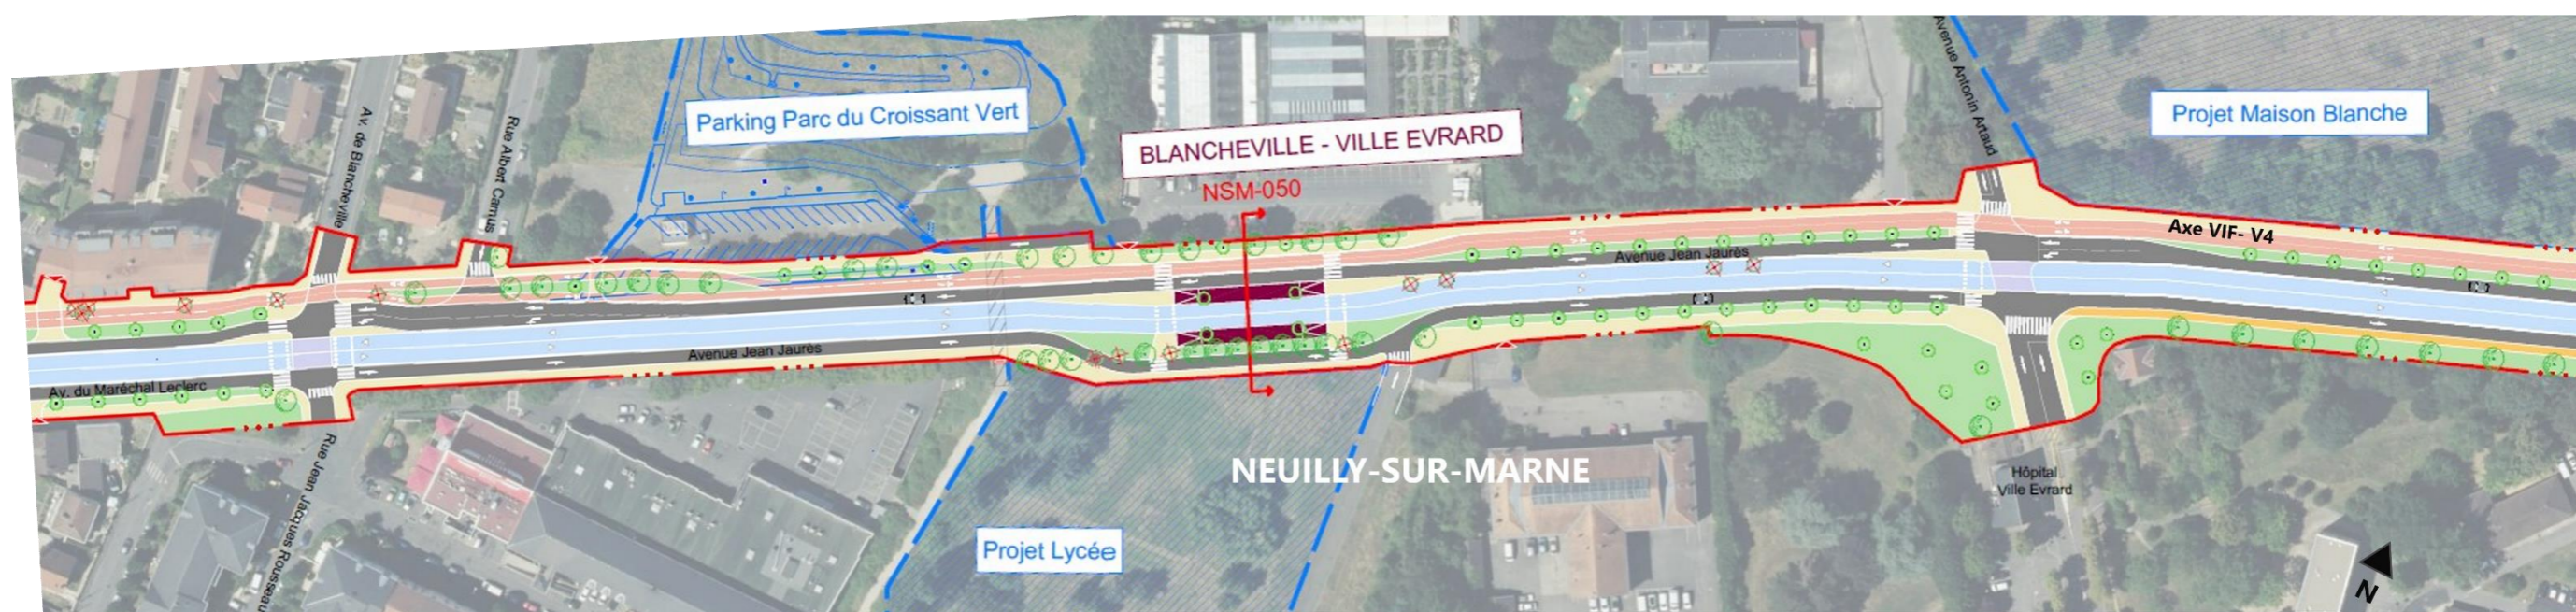 Av. de Blancheville
Rue Albert Camus
Parking Parc du Croissant Vert
BLANCHEVILLE - VILLE EVRARD
NSM-050
Avenue Antonin Artaud
Projet Maison Blanche
Axe VIF- V4
Avenue Jean Jaurès
Avenue Jean Jaurès
Av. du Maréchal Leclerc
Rue Jean Jacques Rousseau
NEUILLY-SUR-MARNE
Projet Lycée
Hôpital
Ville Evrard
N